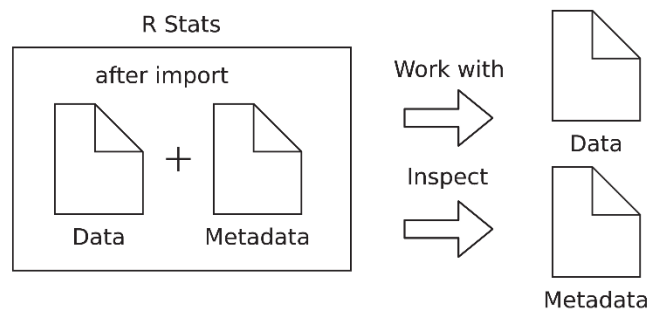 R Stats
after import
+
Data
Metadata
Work with
Inspect
Data
Metadata